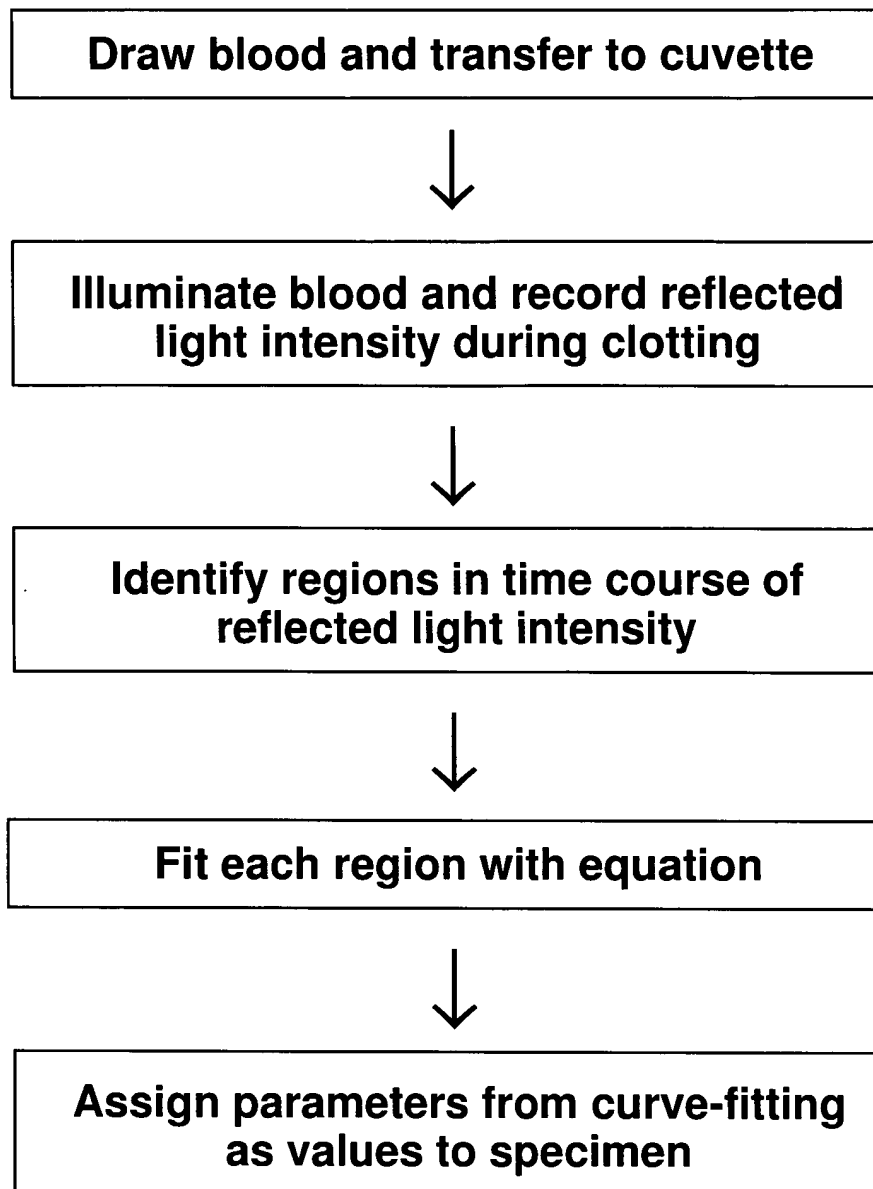 Draw blood and transfer to cuvette
Illuminate blood and record reflected
light intensity during clotting
Identify regions in time course of
reflected light intensity
Fit each region with equation
Assign parameters from curve-fitting
as values to specimen